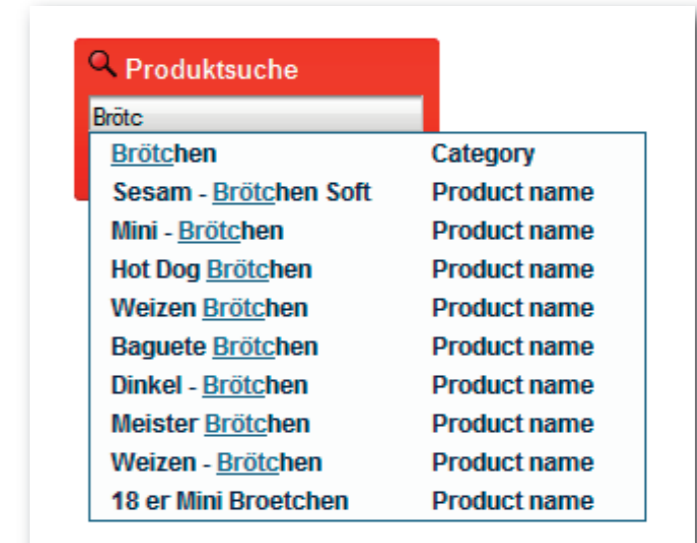 Produktsuche
Brötc
Brötchen Category
Sesam - Brötchen Soft Product name
Mini - Brötchen Product name
Hot Dog Brötchen Product name
Weizen Brötchen Product name
Baguete Brötchen Product name
Dinkel - Brötchen Product name
Meister Brötchen Product name
Weizen - Brötchen Product name
18 er Mini Broetchen Product name